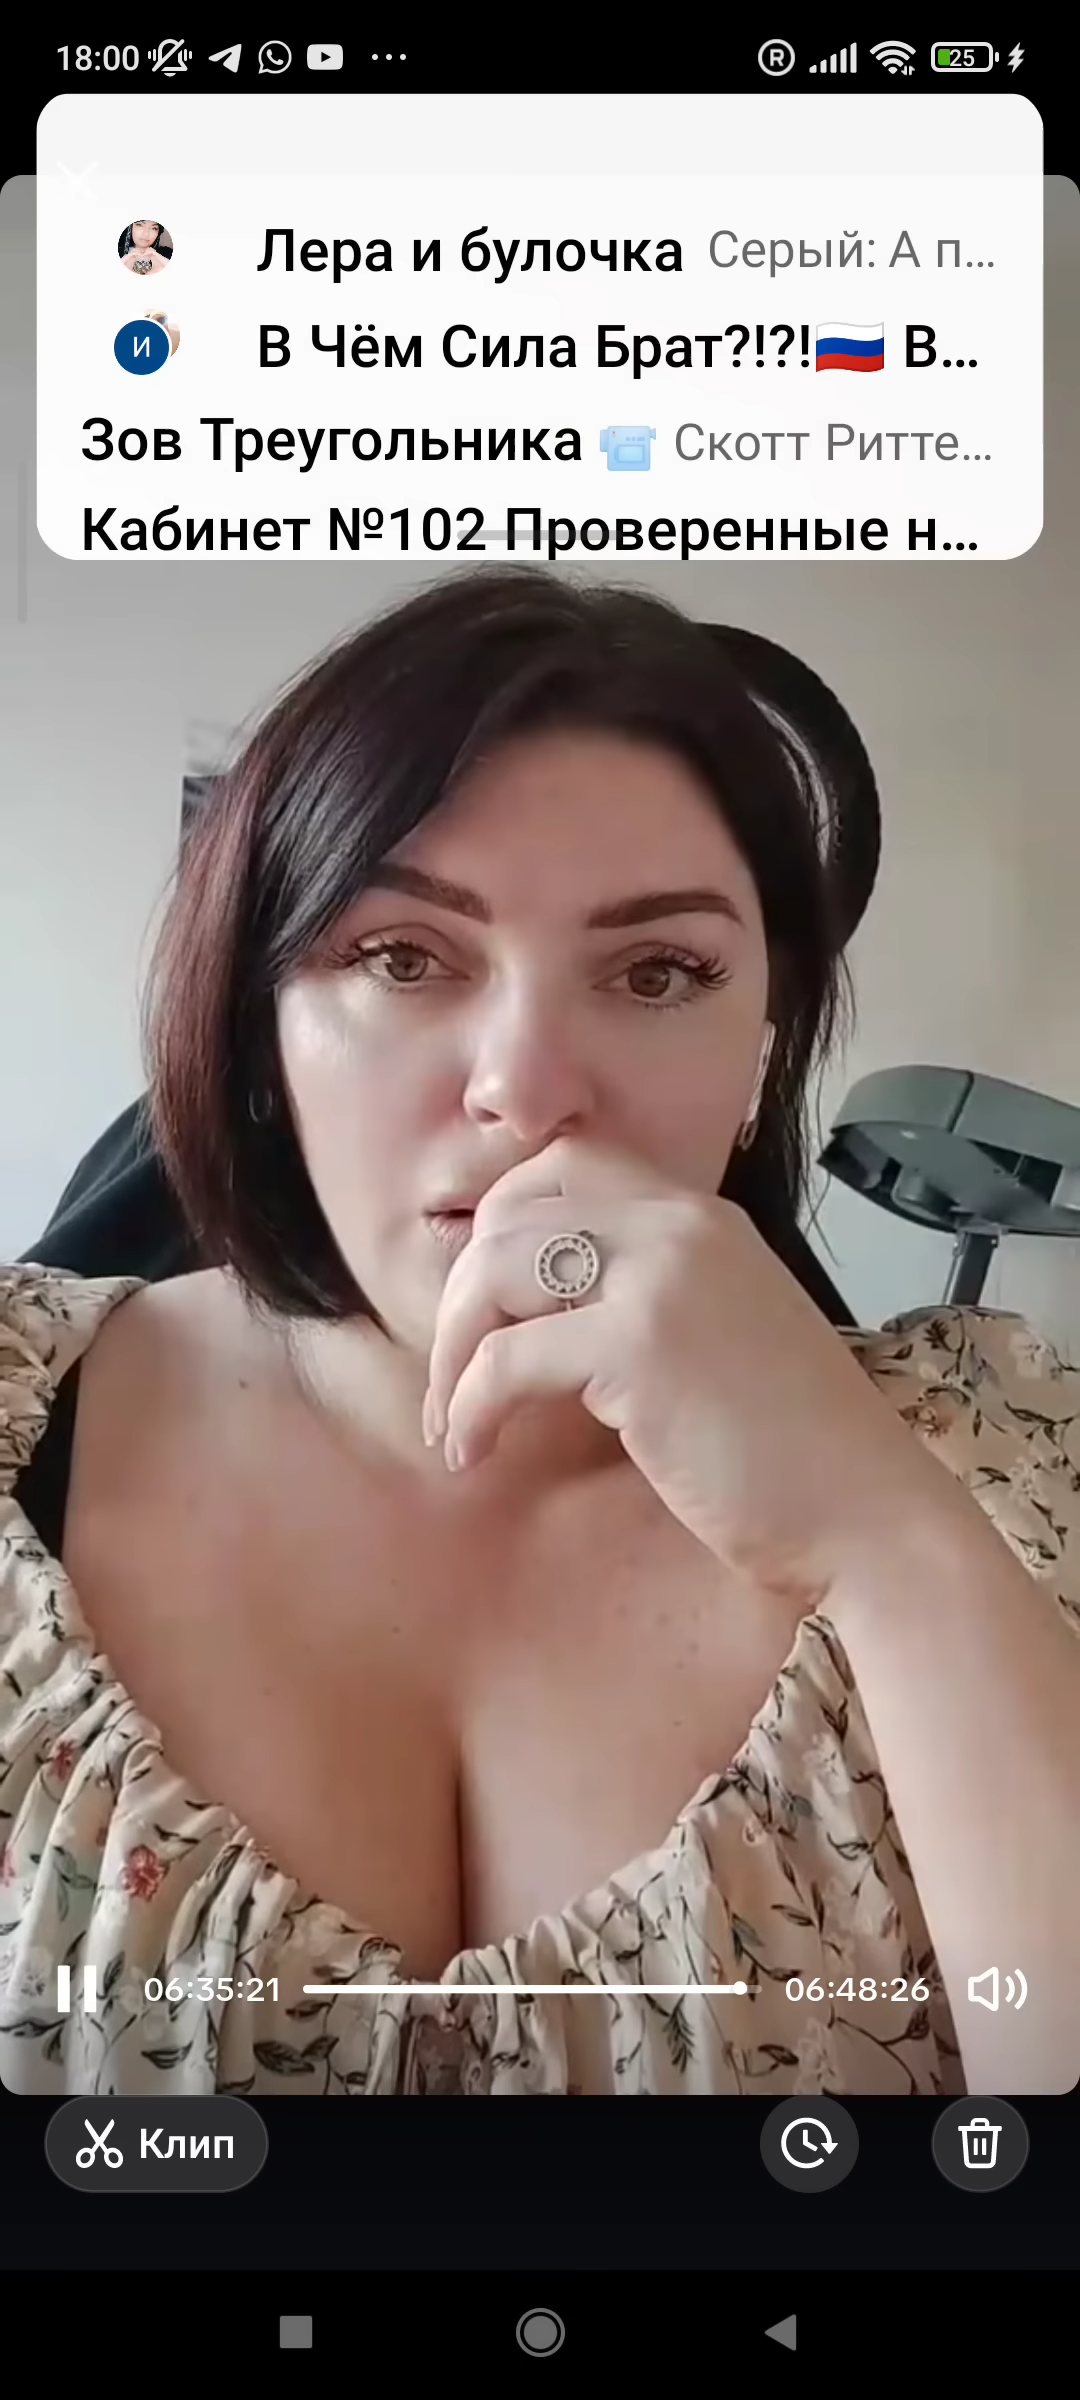 18:00
25
Лера и булочка Серый: А п...
И
В Чём Сила Брат?!?!🇷🇺 В...
Зов Треугольника Скотт Ритте...
Кабинет №102 Проверенные н...
06:35:21 06:48:26
Клип